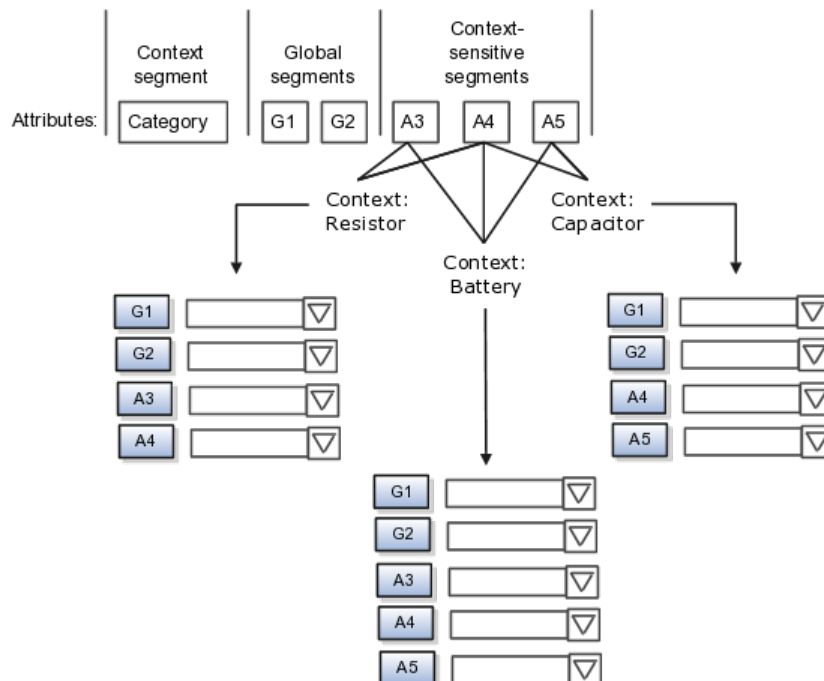 Context
segment
Global
segments
Context-
sensitive
segments
Attributes:
Category
G1
G2
A3
A4
A5
Context:
Resistor
Context:
Capacitor
Context:
Battery
G1
G2
A3
A4
G1
G2
A4
A5
G1
G2
A3
A4
A5